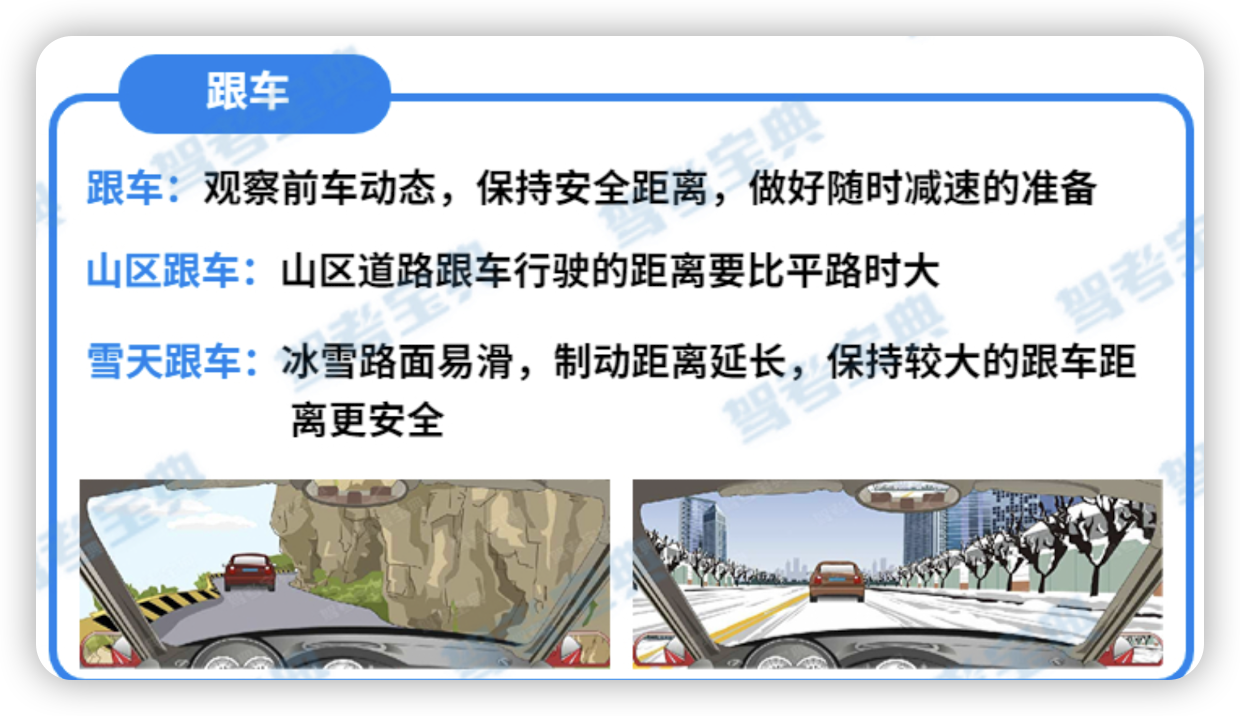 跟车
跟车：观察前车动态，保持安全距离，做好随时减速的准备
山区跟车：山区道路跟车行驶的距离要比平路时大
雪天跟车：冰雪路面易滑，制动距离延长，保持较大的跟车距
离更安全
驾考宝典